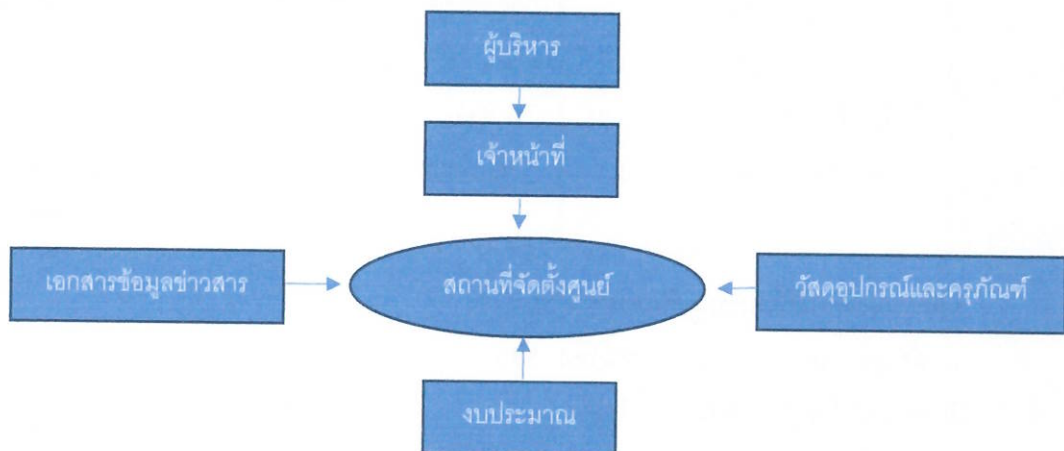 ผู้บริหาร
เจ้าหน้าที่
เอกสารข้อมูลข่าวสาร
สถานที่จัดตั้งศูนย์
วัสดุอุปกรณ์และครุภัณฑ์
งบประมาณ